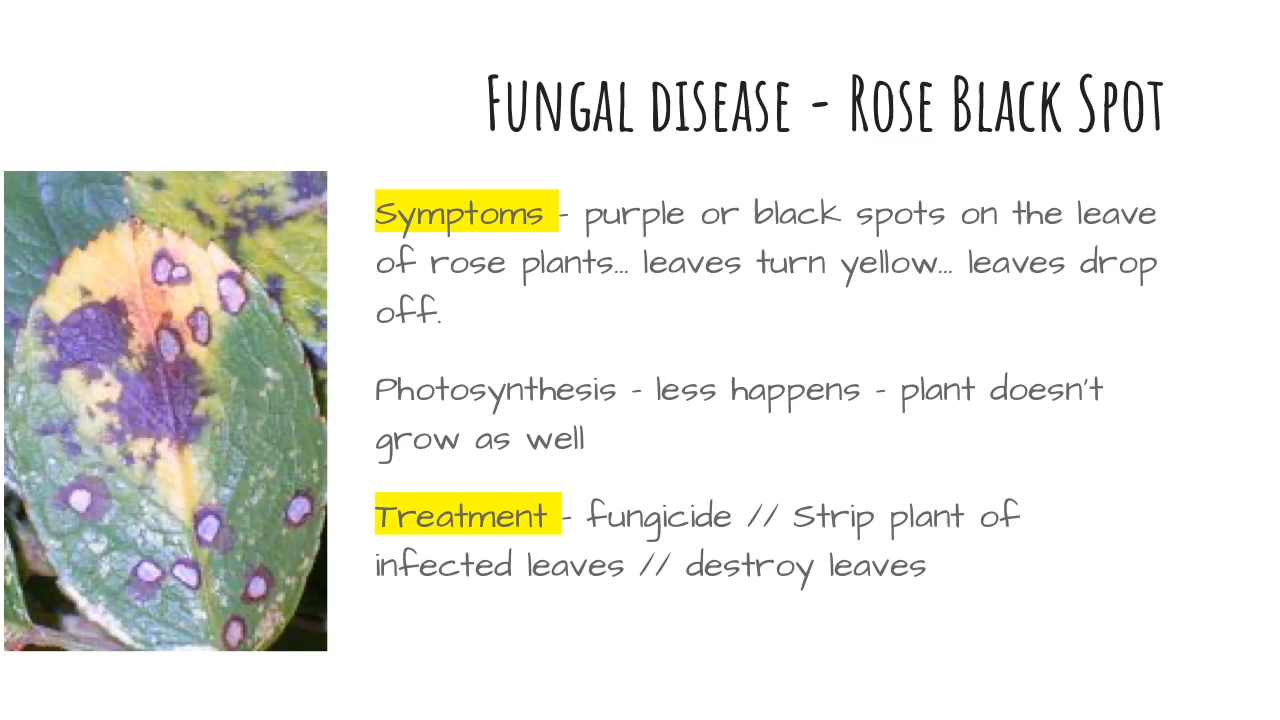 Fungal disease - Rose Black Spot
Symptoms - purple or black spots on the leave
of rose plants... leaves turn yellow... leaves drop
off.
Photosynthesis - less happens - plant doesn't
grow as well
Treatment - fungicide // Strip plant of
infected leaves // destroy leaves